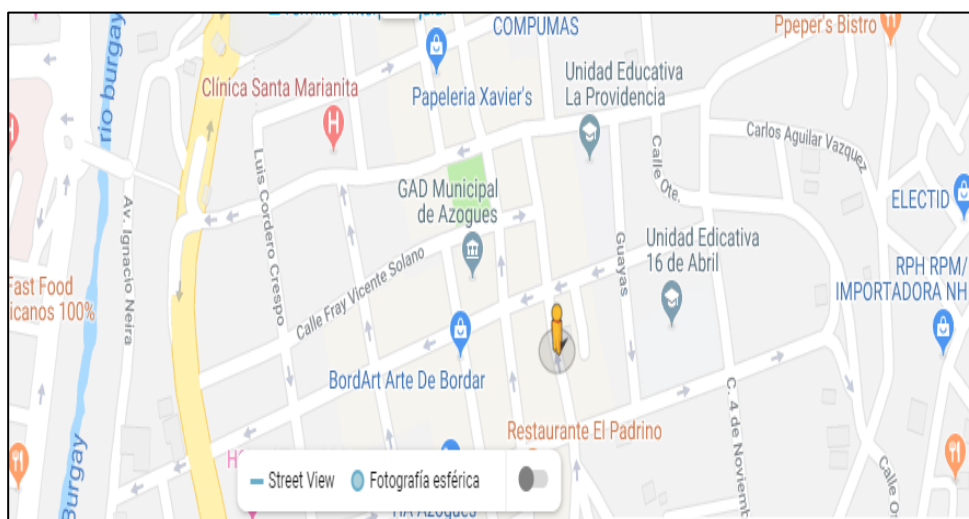 COMPUMAS
Ppeper's Bistro
rio burgay
Clínica Santa Marianita
Papeleria Xavier's
Unidad Educativa
La Providencia
Carlos Aguilar Vazquez
Calle Ote.
Luis Cordero Crespo
GAD Municipal
de Azogues
ELECTID
Av. Ignacio Neira
Calle Fray Vicente Solano
Guayas
Unidad Edicativa
16 de Abril
RPH RPM/
IMPORTADORA NH
Fast Food
icanos 100%
BordArt Arte De Bordar
Restaurante El Padrino
C. 4 de Noviemb
Burgay
Street View
Fotografía esférica
Calle O